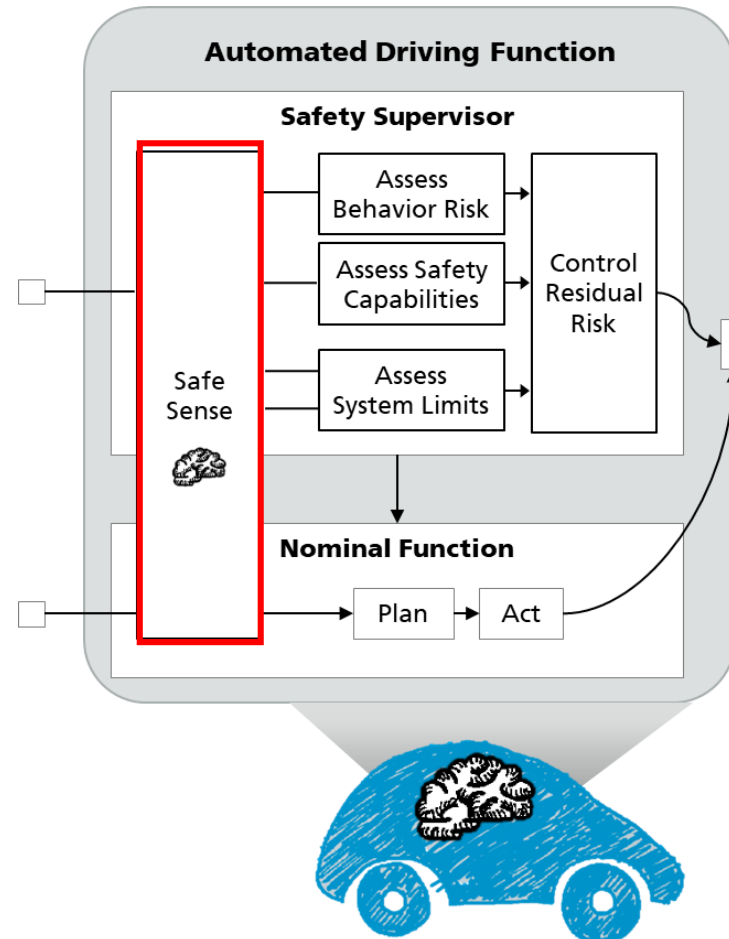 Automated Driving Function
Safety Supervisor
Safe
Sense
Assess
Behavior Risk
Assess Safety
Capabilities
Assess
System Limits
Control
Residual
Risk
Nominal Function
Plan
Act